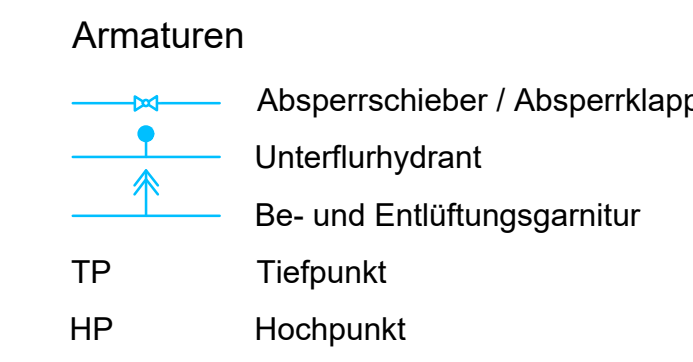 Armaturen
Absperrschieber / Absperrklapp
Unterflurhydrant
Be- und Entlüftungsgarnitur
TP Tiefpunkt
HP Hochpunkt